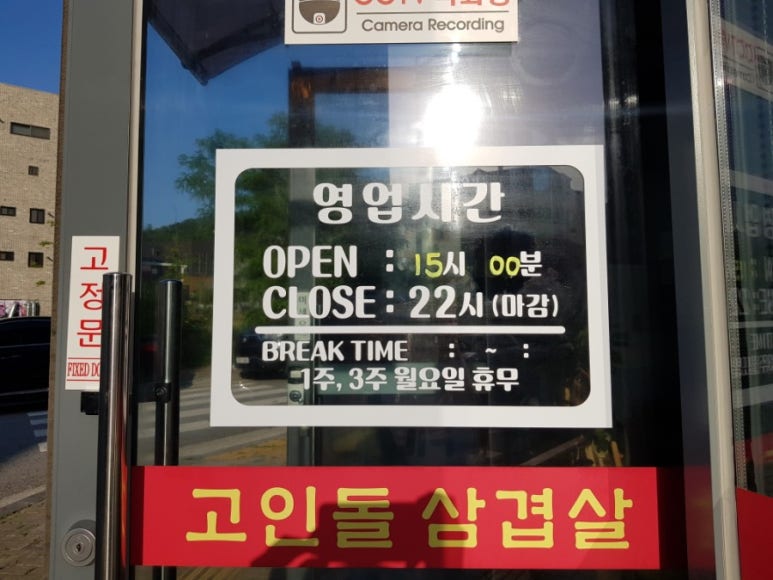 Camera Recording
영업시간
OPEN : 15시 00분
CLOSE : 22시 (마감)
BREAK TIME : ~ :
1주, 3주 월요일 휴무
고정문
고인돌 삼겹살